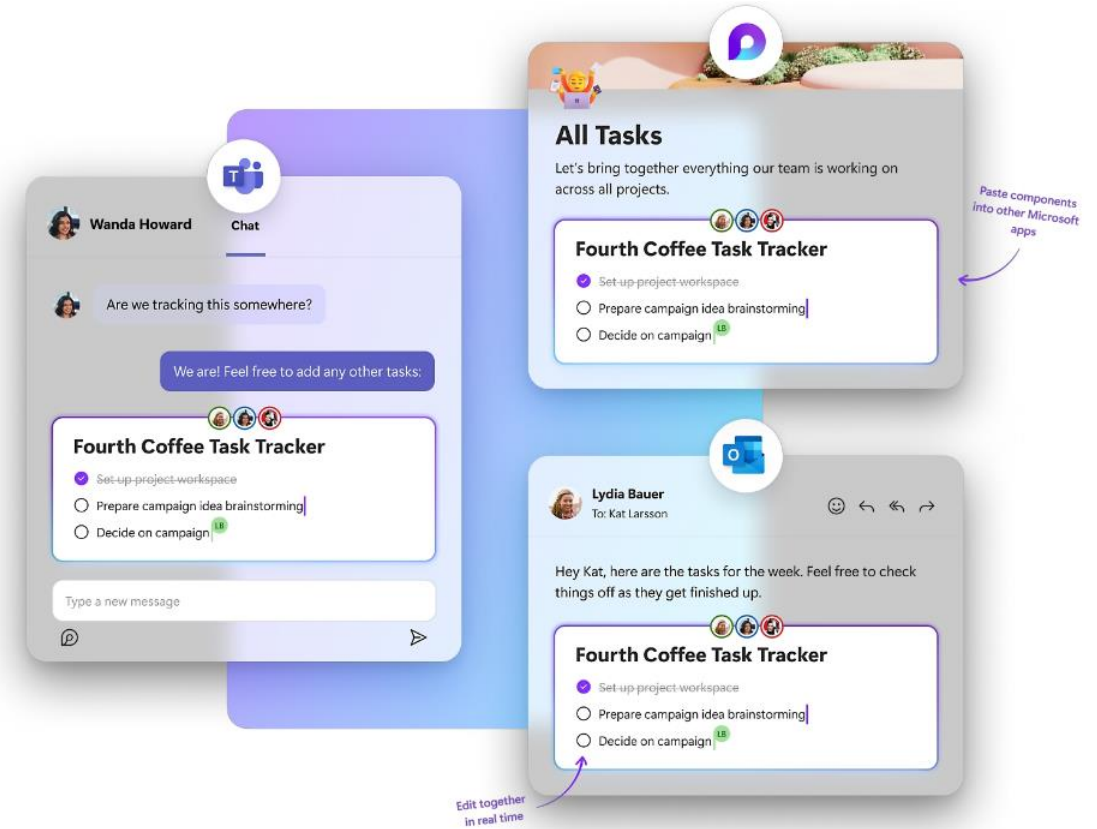 T
Wanda Howard
Chat
Are we tracking this somewhere?
We are! Feel free to add any other tasks:
Fourth Coffee Task Tracker
Set up project workspace
Prepare campaign idea brainstorming
Decide on campaign
LB
Type a new message
All Tasks
Let's bring together everything our team is working on
across all projects.
Fourth Coffee Task Tracker
Set up project workspace
Prepare campaign idea brainstorming
Decide on campaign
LB
Paste components
into other Microsoft
apps
O
Lydia Bauer
To: Kat Larsson
Hey Kat, here are the tasks for the week. Feel free to check
things off as they get finished up.
Fourth Coffee Task Tracker
Set up project workspace
Prepare campaign idea brainstorming
Decide on campaign
LB
Edit together
in real time